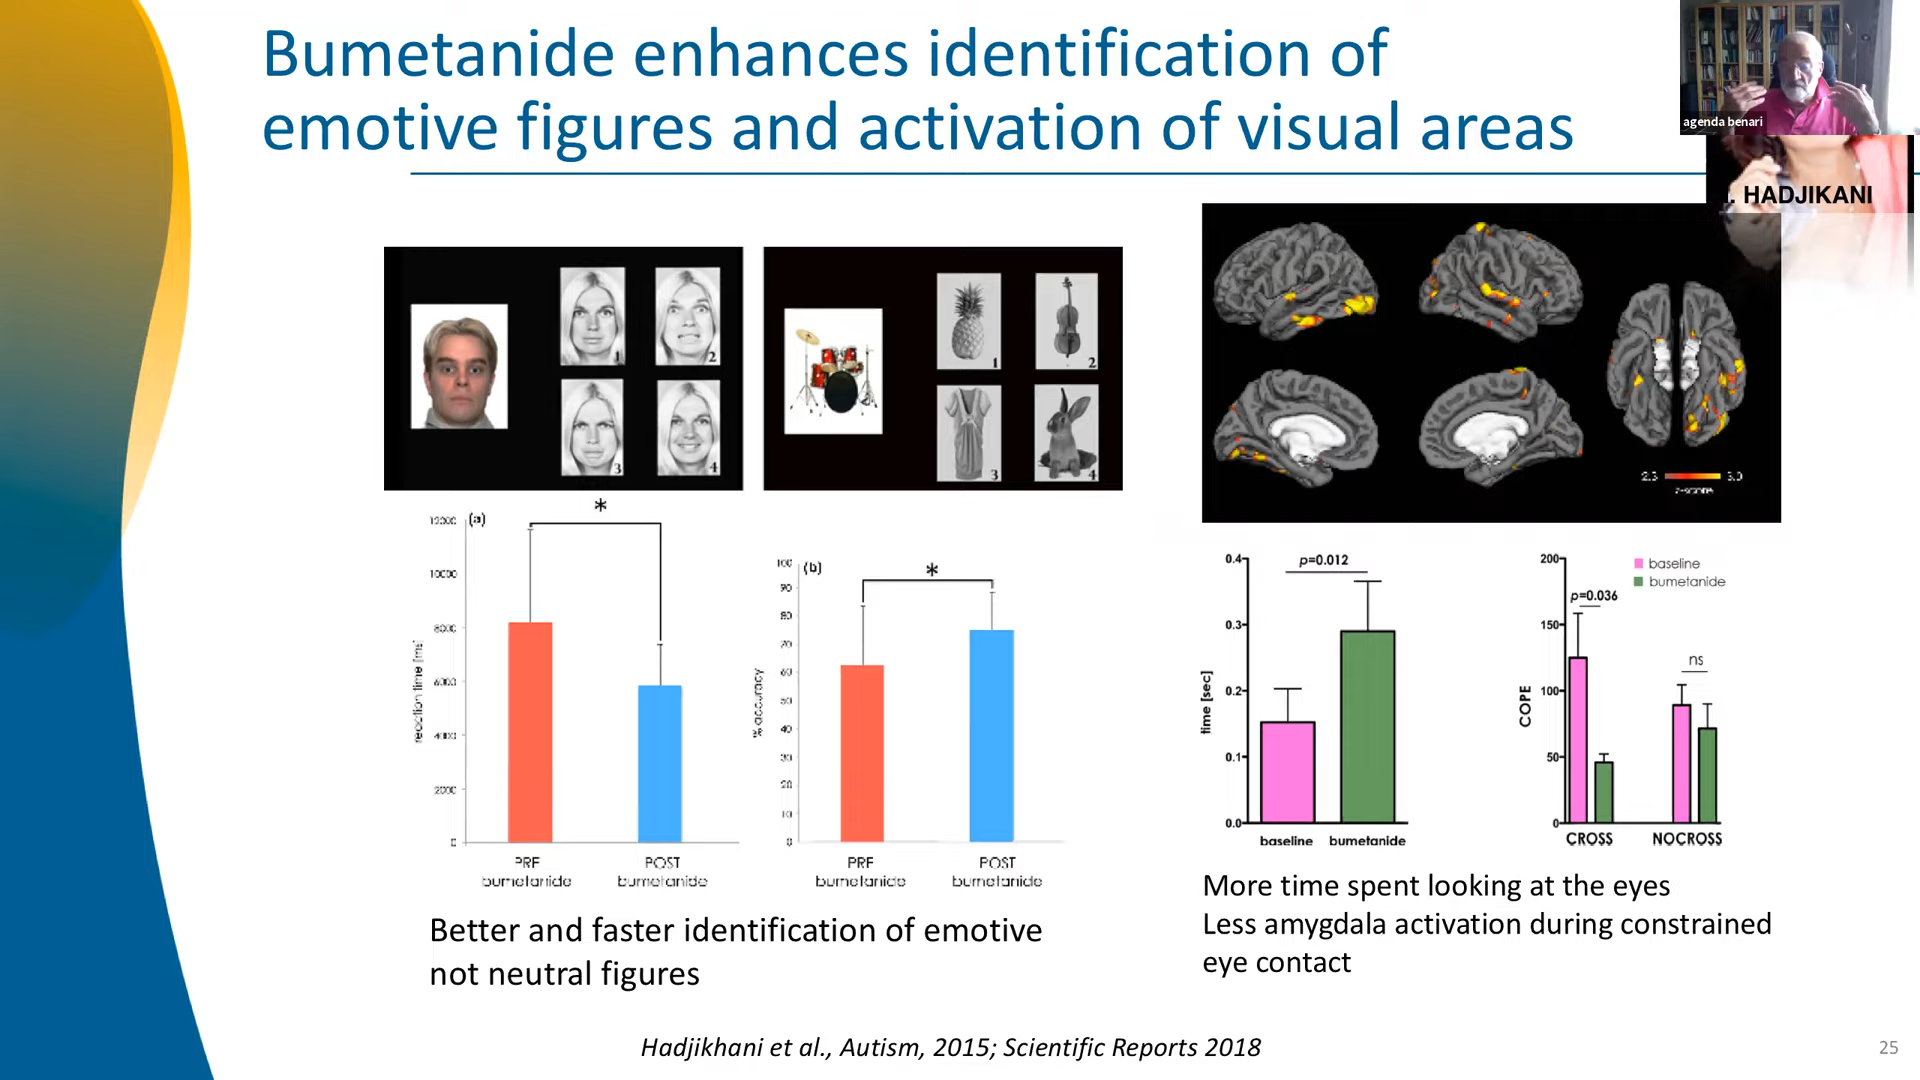 Bumetanide enhances identification of
emotive figures and activation of visual areas
agenda benari
. HADJIKANI
1
2
3
4
1
2
3
4
2.3
3.0
z-score
*
(a)
12000
10000
8000
6000
4000
2000
0
reaction time [ms]
PRE
bumetanide
POST
bumetanide
*
(b)
100
90
80
70
60
50
40
30
20
10
0
% accuracy
PRE
bumetanide
POST
bumetanide
p=0.012
0.4
0.3
0.2
0.1
0.0
time [sec]
baseline
bumetanide
baseline
bumetanide
p=0.036
ns
200
150
100
50
0
COPE
CROSS
NOCROSS
Better and faster identification of emotive
not neutral figures
More time spent looking at the eyes
Less amygdala activation during constrained
eye contact
Hadjikhani et al., Autism, 2015; Scientific Reports 2018
25